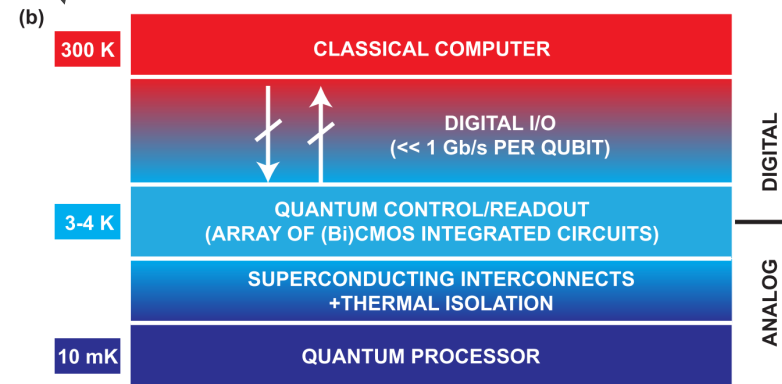 (b)
300 K
CLASSICAL COMPUTER
DIGITAL I/O
(<< 1 Gb/s PER QUBIT)
DIGITAL
3-4 K
QUANTUM CONTROL/READOUT
(ARRAY OF (Bi)CMOS INTEGRATED CIRCUITS)
SUPERCONDUCTING INTERCONNECTS
+THERMAL ISOLATION
ANALOG
10 mK
QUANTUM PROCESSOR